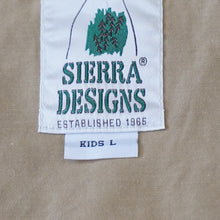 ®
SIERRA
DESIGNS
ESTABLISHED 1965
KIDS L